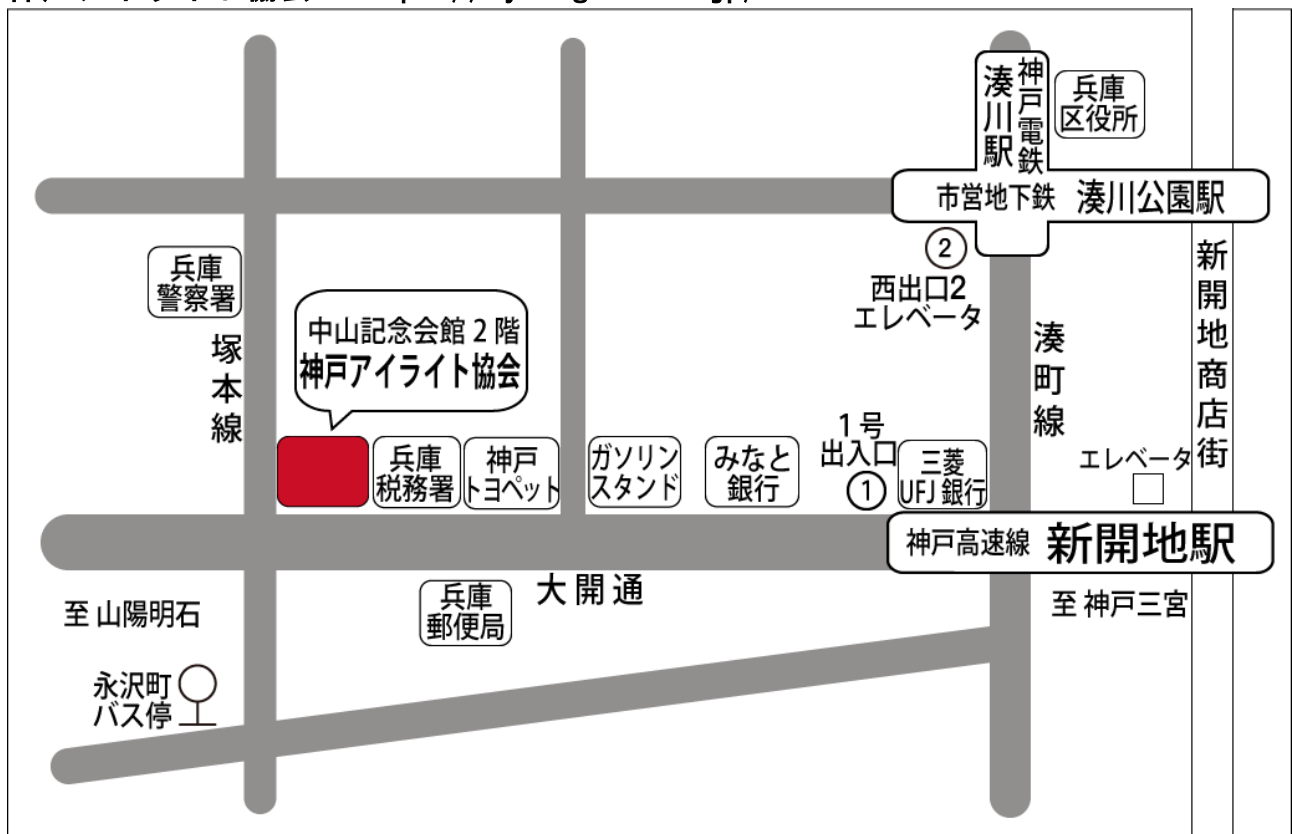 湊川駅
神戸電鉄
兵庫
区役所
市営地下鉄 湊川公園駅
②
西出口2
エレベータ
兵庫
警察署
塚本線
中山記念会館2階
神戸アイライト協会
湊町線
新開地商店街
兵庫
税務署
神戸
トヨペット
ガソリン
スタンド
みなと
銀行
1号
出入口
①
三菱
UFJ銀行
エレベータ
神戸高速線 新開地駅
大開通
兵庫
郵便局
至 山陽明石
至 神戸三宮
永沢町
バス停